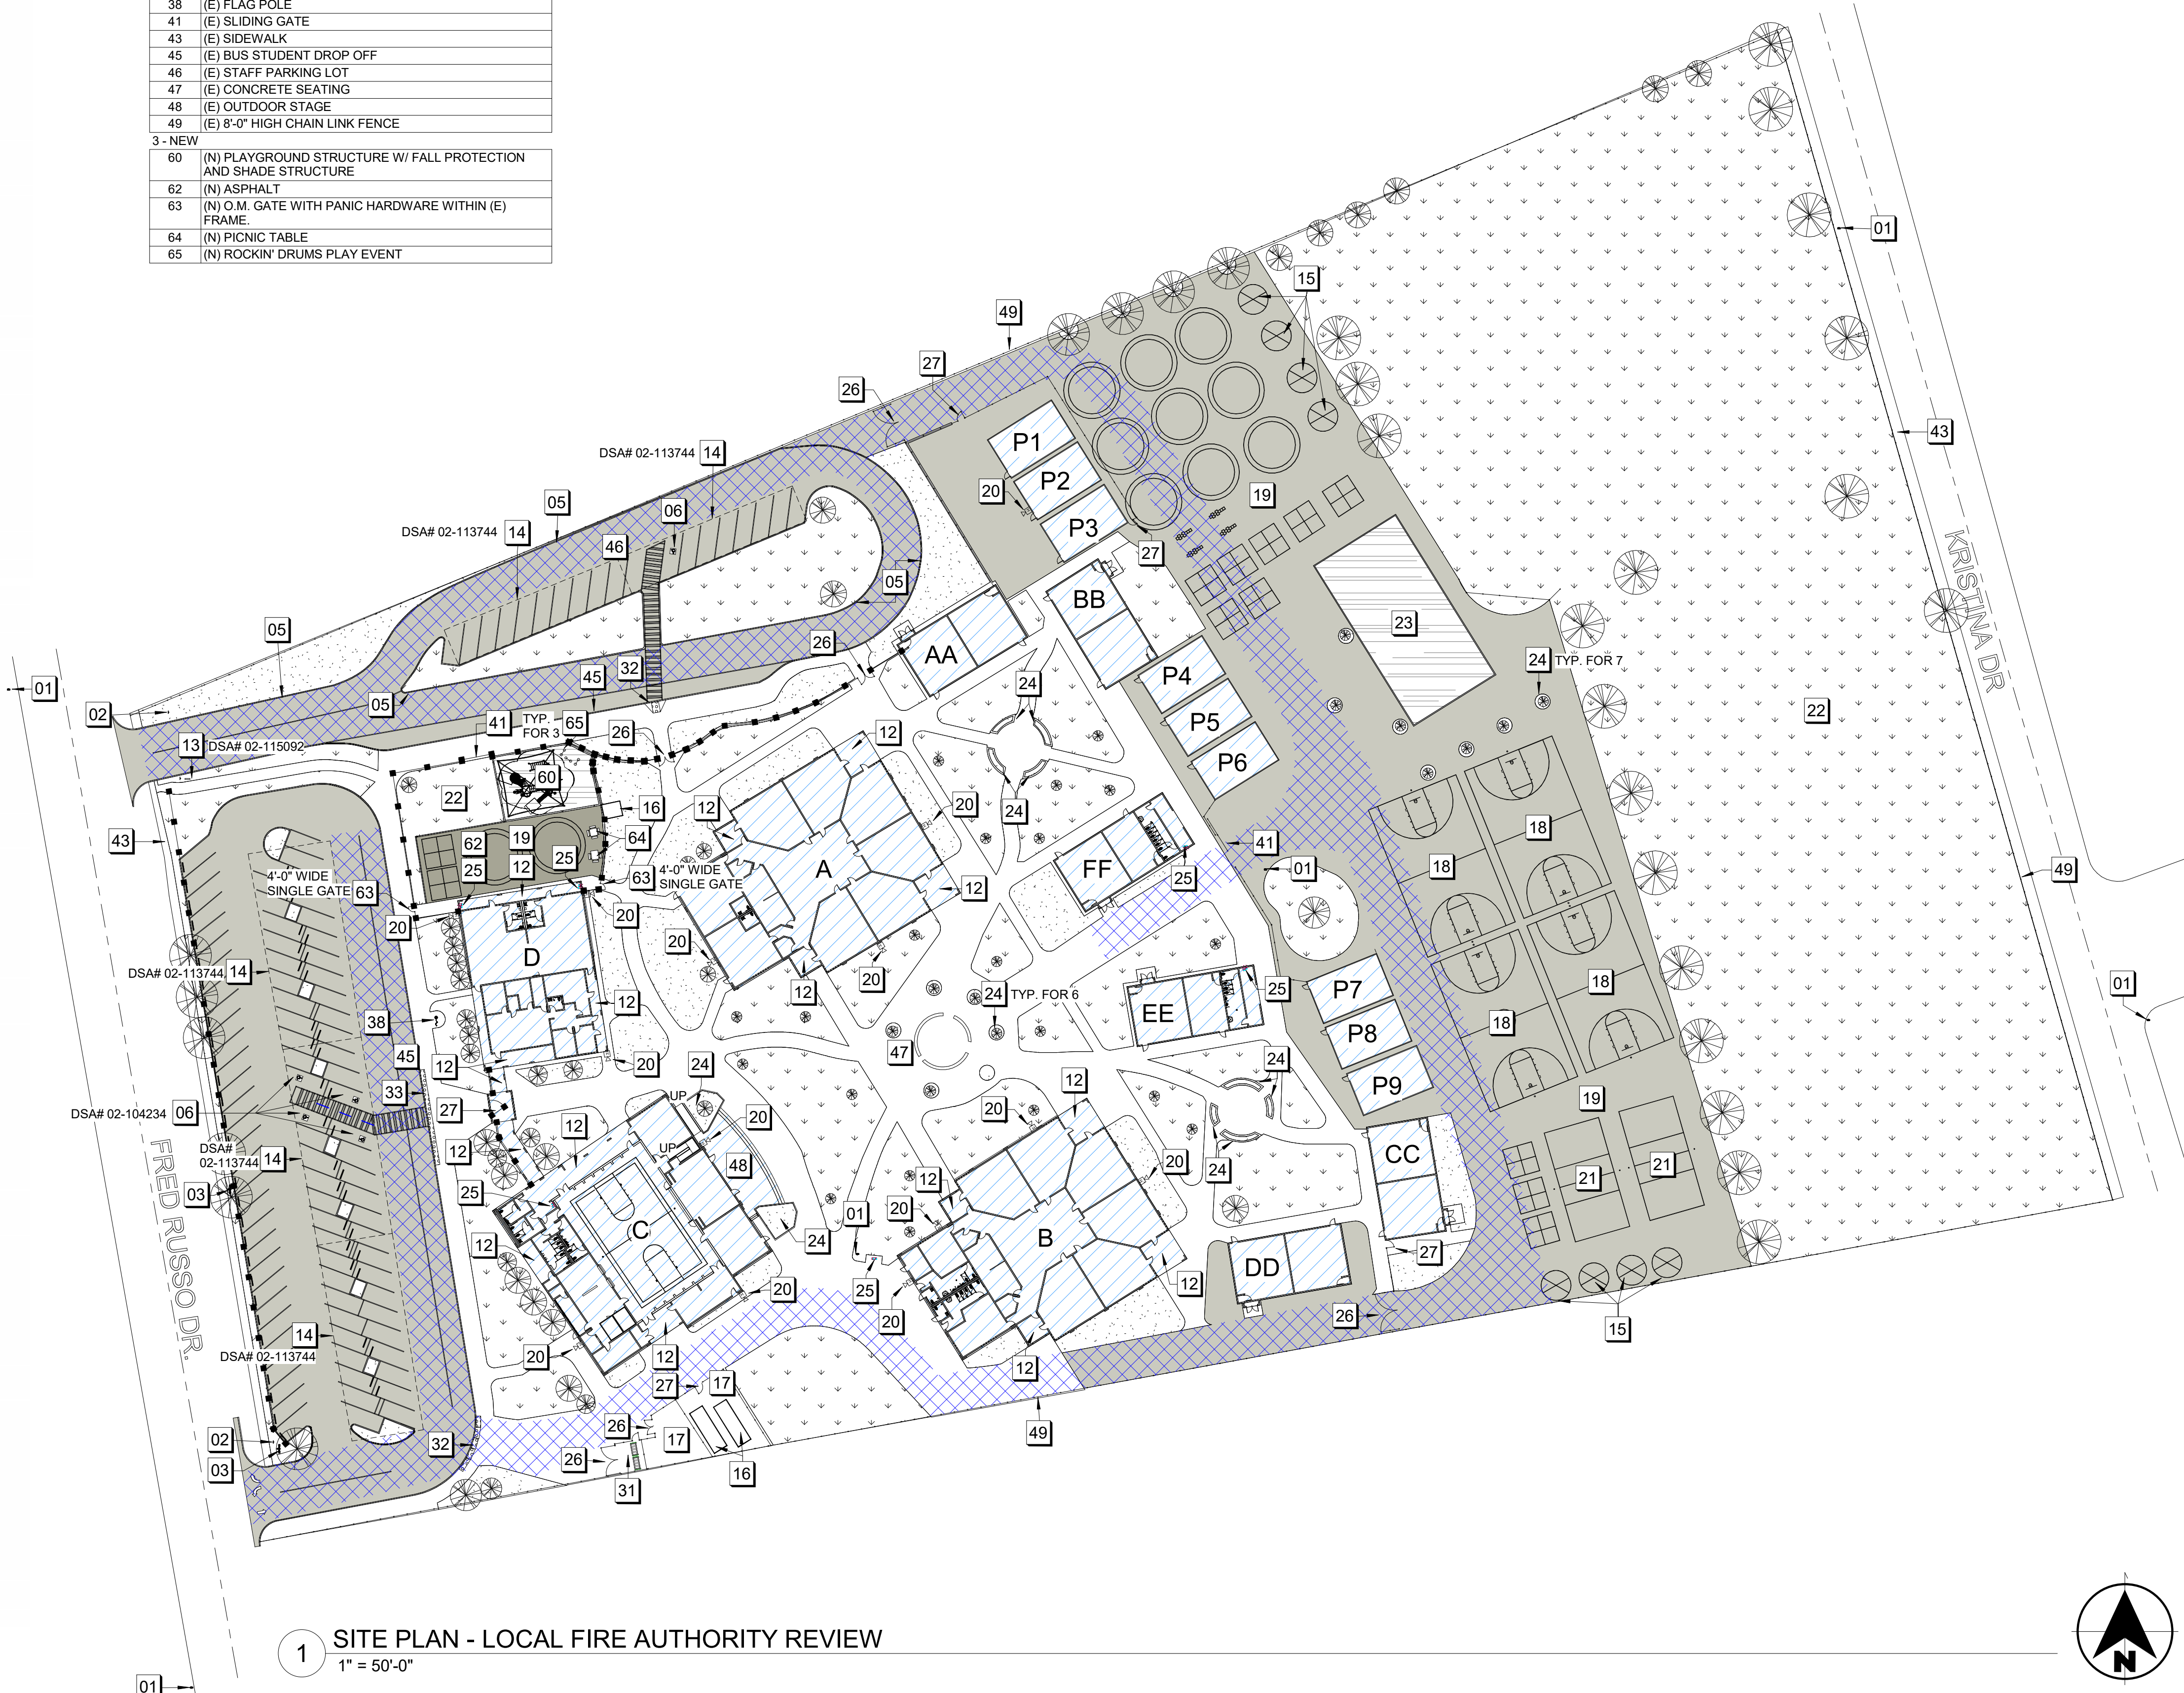 38 (E) FLAG POLE
41 (E) SLIDING GATE
43 (E) SIDEWALK
45 (E) BUS STUDENT DROP OFF
46 (E) STAFF PARKING LOT
47 (E) CONCRETE SEATING
48 (E) OUTDOOR STAGE
49 (E) 8'-0" HIGH CHAIN LINK FENCE
3 - NEW
60 (N) PLAYGROUND STRUCTURE W/ FALL PROTECTION
AND SHADE STRUCTURE
62 (N) ASPHALT
63 (N) O.M. GATE WITH PANIC HARDWARE WITHIN (E)
FRAME.
64 (N) PICNIC TABLE
65 (N) ROCKIN' DRUMS PLAY EVENT
01
15
49
27
26
43
DSA# 02-113744 14
P1
P2
P3
20
19
05
06
DSA# 02-113744 14
46
27
05
KRISTINA DR
BB
23
05
26
AA
32
45
24 TYP. FOR 7
01
02
05
P4
24
22
P5
P6
13 DSA# 02-115092
41
TYP.
FOR 3
65
26
12
60
22
16
12
20
24
18
43
62
19
64
25
12
25
41
18
A
FF
01
49
4'-0" WIDE
SINGLE GATE 63
63 4'-0" WIDE
SINGLE GATE
12
25
20
20
20
D
DSA# 02-113744 14
12
20
12
24 TYP. FOR 6
EE
25
P7
18
01
38
P8
18
47
45
12
20
24
24
P9
33
12
UP
DSA# 02-104234 06
27
20
20
19
12
UP
12
FRED RUSSO DR.
DSA#
02-113744 14
48
20
24
CC
21
21
03
25
12
20
01
C
24
12
B
27
25
12
DD
20
20
26
14
DSA# 02-113744
15
20
12
12
27
17
02
26
17
49
32
26
03
16
31
1
SITE PLAN - LOCAL FIRE AUTHORITY REVIEW
1" = 50'-0"
01
N